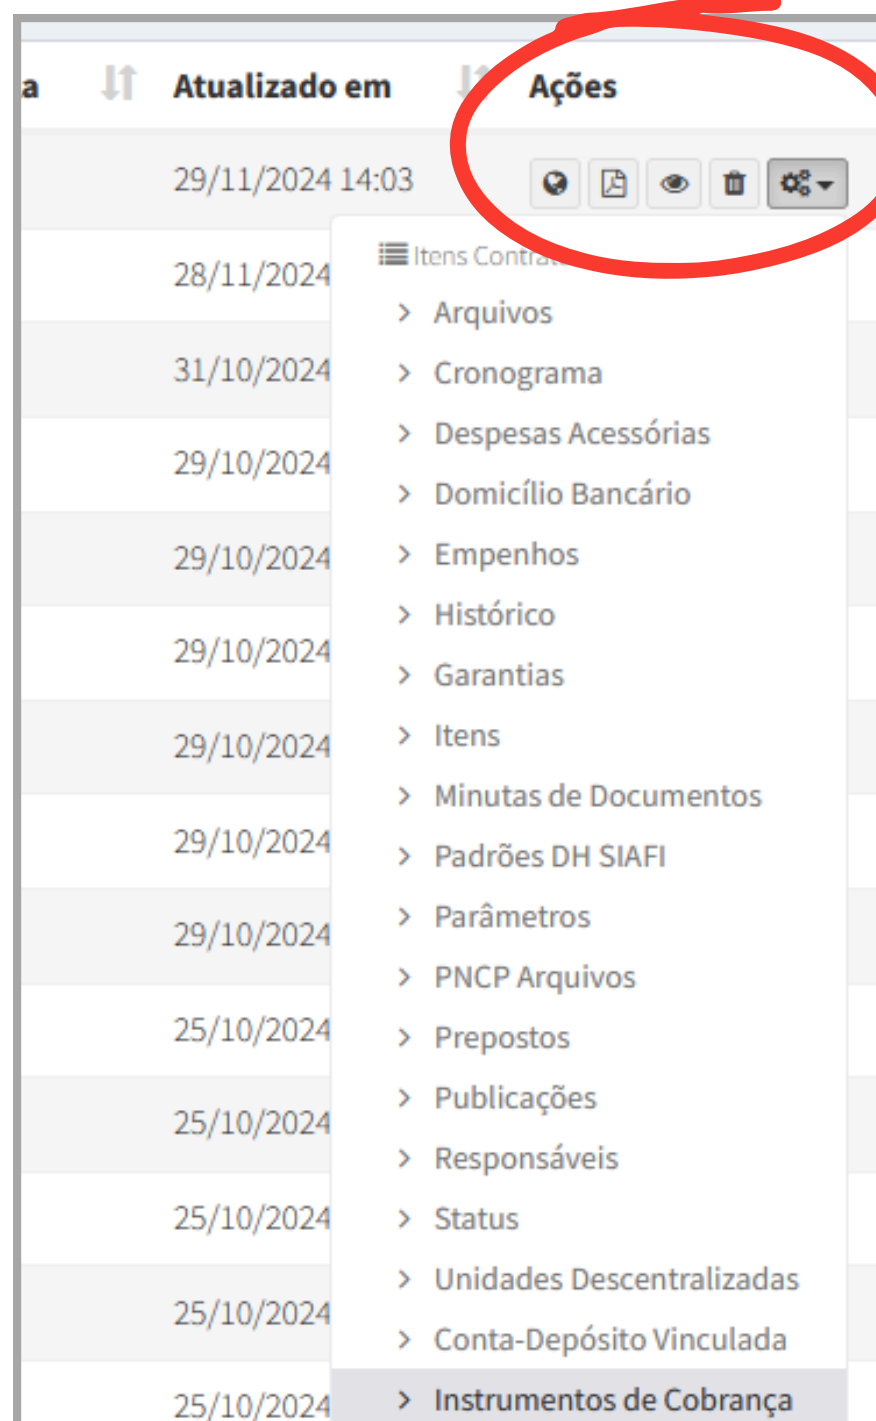 a Atualizado em Ações
29/11/2024 14:03
Itens
28/11/2024
Arquivos
31/10/2024
Cronograma
Despesas Acessórias
29/10/2024
Domicílio Bancário
29/10/2024
Empenhos
Histórico
29/10/2024
Garantias
29/10/2024
Itens
Minutas de Documentos
29/10/2024
Padrões DH SIAFI
29/10/2024
Parâmetros
PNCP Arquivos
25/10/2024
Prepostos
Publicações
25/10/2024
Responsáveis
25/10/2024
Status
Unidades Descentralizadas
25/10/2024
Conta-Depósito Vinculada
25/10/2024
Instrumentos de Cobrança